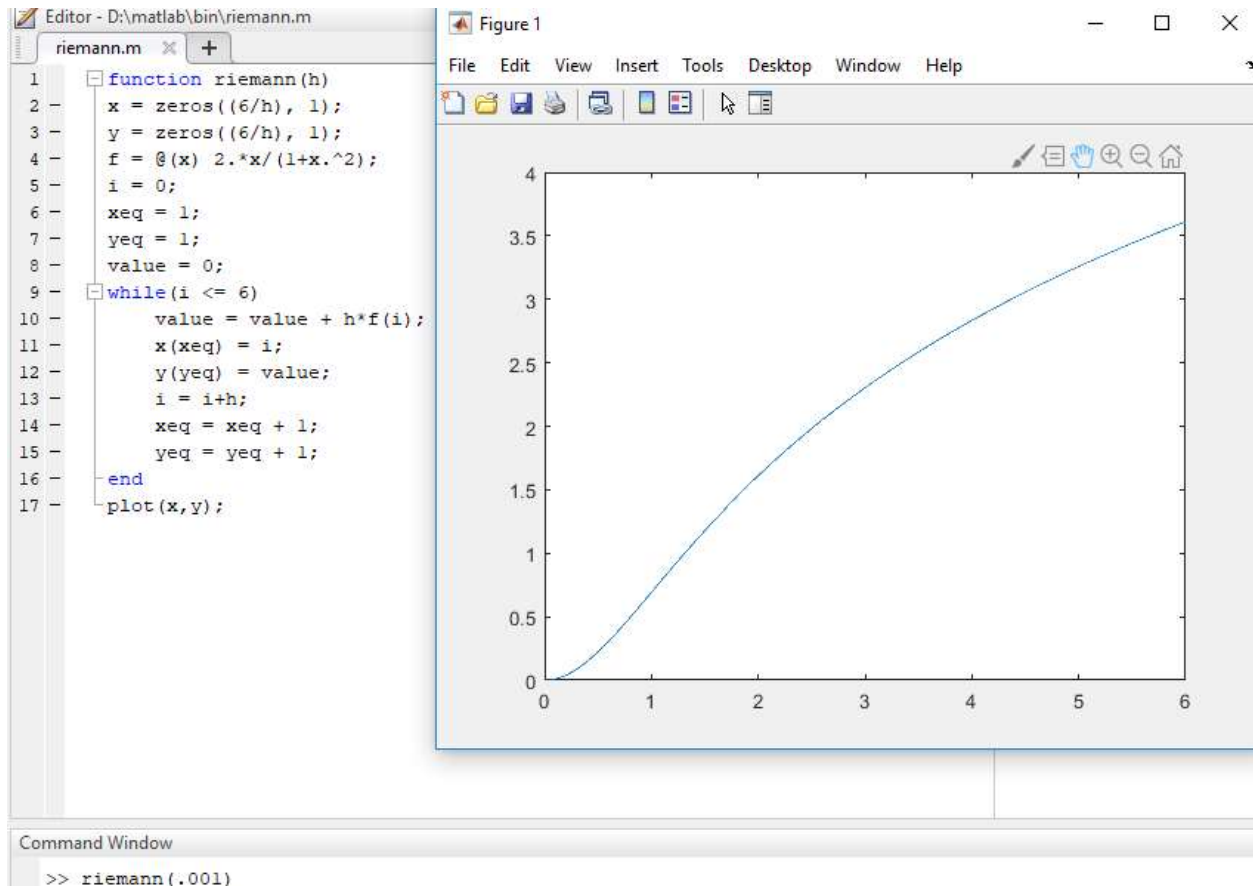 Editor - D:\matlab\bin\riemann.m
riemann.m × +
1 function riemann(h)
2 - x = zeros((6/h), 1);
3 - y = zeros((6/h), 1);
4 - f = @(x) 2.*x/(1+x.^2);
5 - i = 0;
6 - xeq = 1;
7 - yeq = 1;
8 - value = 0;
9 - while(i <= 6)
10 - value = value + h*f(i);
11 - x(xeq) = i;
12 - y(yeq) = value;
13 - i = i+h;
14 - xeq = xeq + 1;
15 - yeq = yeq + 1;
16 - end
17 - plot(x,y);
Figure 1
File Edit View Insert Tools Desktop Window Help
4
3.5
3
2.5
2
1.5
1
0.5
0
0 1 2 3 4 5 6
Command Window
>> riemann(.001)